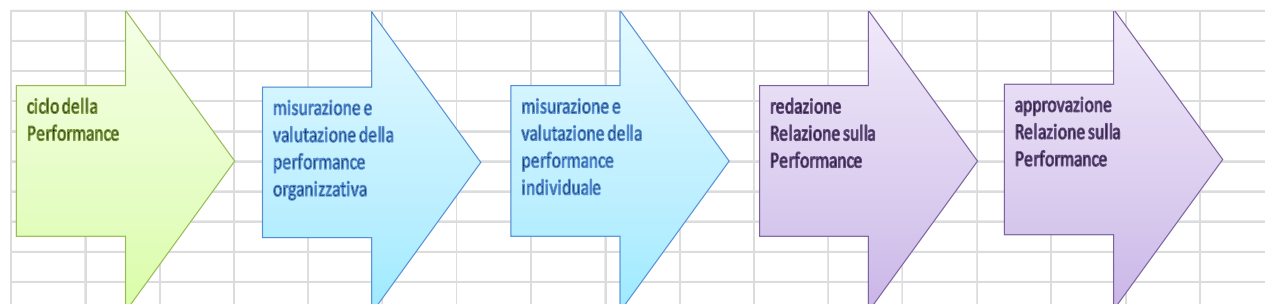 ciclo della
Performance
misurazione e
valutazione della
performance
organizzativa
misurazione e
valutazione della
performance
individuale
redazione
Relazione sulla
Performance
approvazione
Relazione sulla
Performance